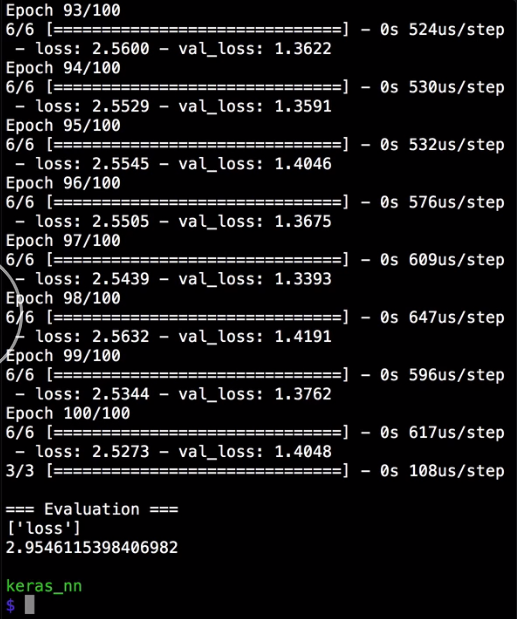 Epoch 93/100
6/6 [==============================] - 0s 524us/step
 - loss: 2.5600 - val_loss: 1.3622
Epoch 94/100
6/6 [==============================] - 0s 530us/step
 - loss: 2.5529 - val_loss: 1.3591
Epoch 95/100
6/6 [==============================] - 0s 532us/step
 - loss: 2.5545 - val_loss: 1.4046
Epoch 96/100
6/6 [==============================] - 0s 576us/step
 - loss: 2.5505 - val_loss: 1.3675
Epoch 97/100
6/6 [==============================] - 0s 609us/step
 - loss: 2.5439 - val_loss: 1.3393
Epoch 98/100
6/6 [==============================] - 0s 647us/step
 - loss: 2.5632 - val_loss: 1.4191
Epoch 99/100
6/6 [==============================] - 0s 596us/step
 - loss: 2.5344 - val_loss: 1.3762
Epoch 100/100
6/6 [==============================] - 0s 617us/step
 - loss: 2.5273 - val_loss: 1.4048
3/3 [==============================] - 0s 108us/step
=== Evaluation ===
['loss']
2.9546115398406982
keras_nn
$